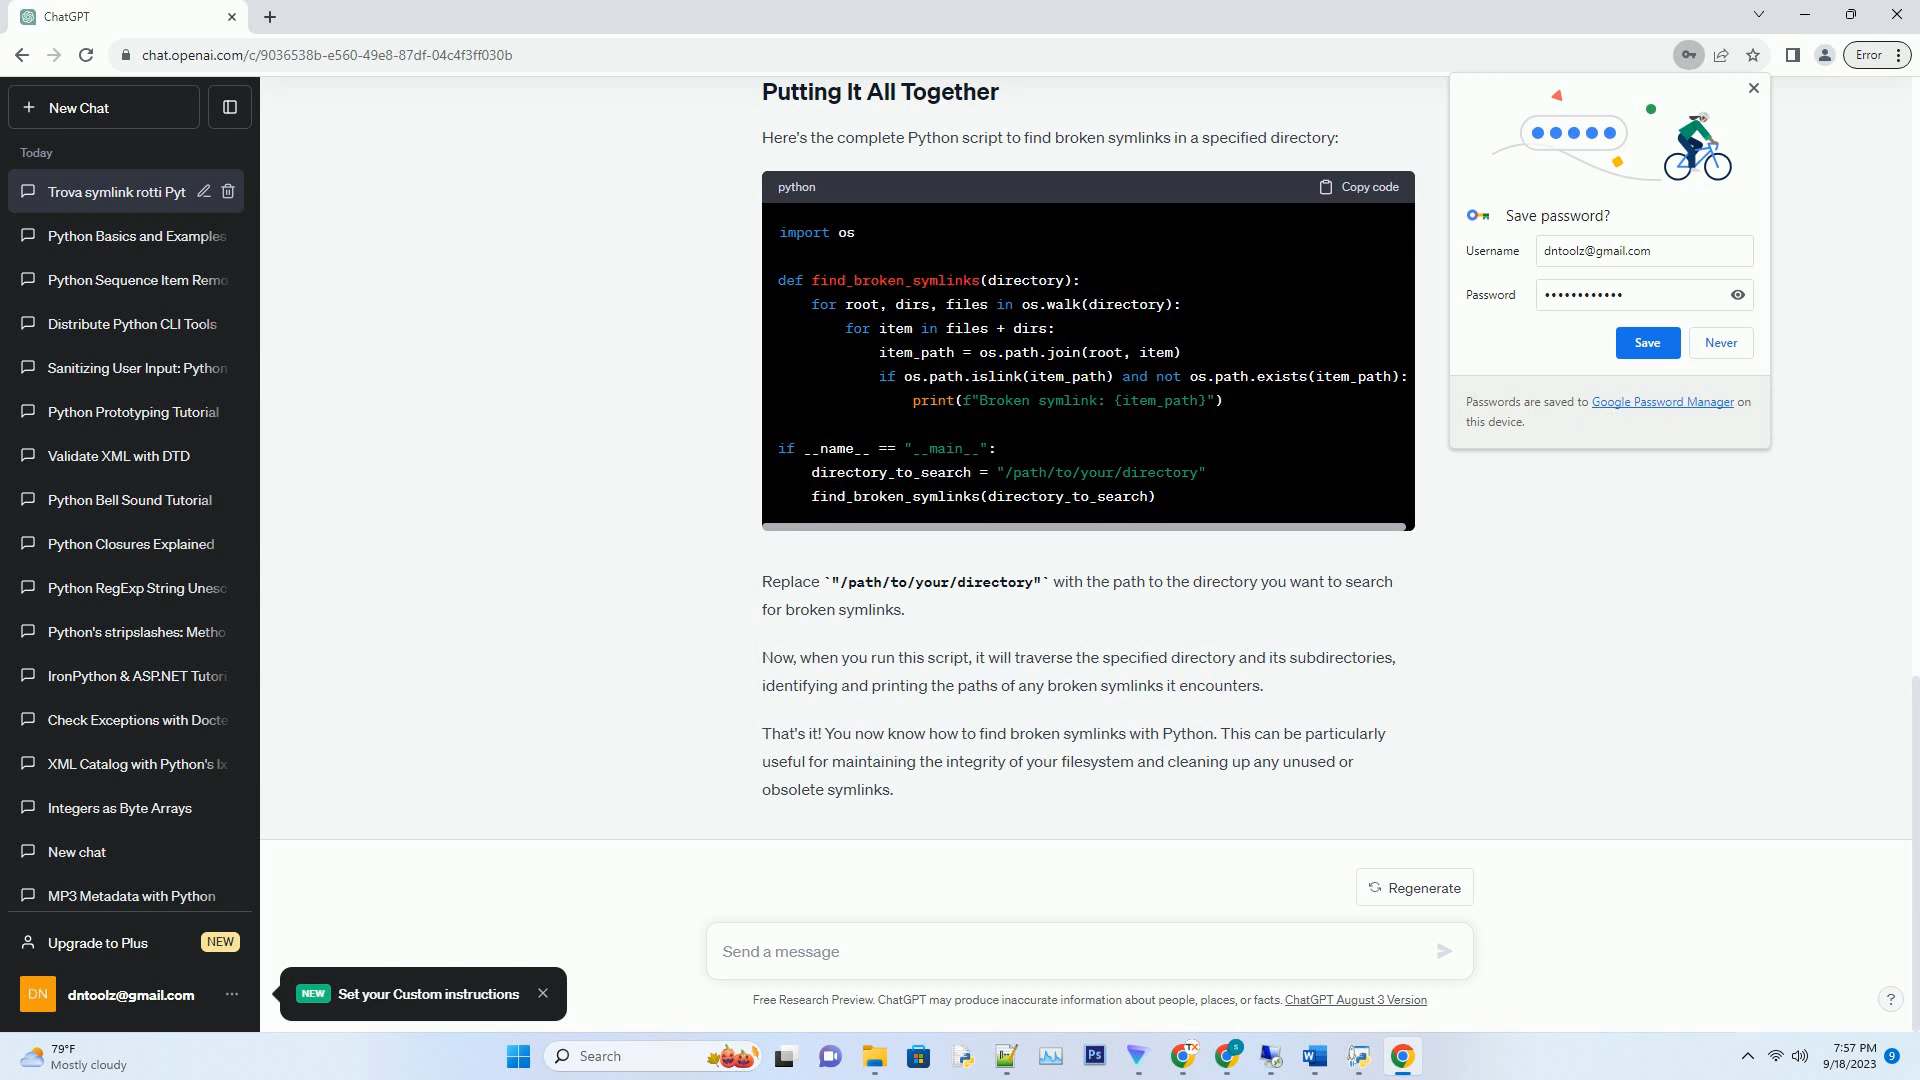 ChatGPT
chat.openai.com/c/9036538b-e560-49e8-87df-04c4f3ff030b
Error
New Chat
Today
Trova symlink rotti Pyt
Python Basics and Examples
Python Sequence Item Remo
Distribute Python CLI Tools
Sanitizing User Input: Python
Python Prototyping Tutorial
Validate XML with DTD
Python Bell Sound Tutorial
Python Closures Explained
Python RegExp String Unesc
Python's stripslashes: Metho
IronPython & ASP.NET Tutori
Check Exceptions with Docte
XML Catalog with Python's lx
Integers as Byte Arrays
New chat
MP3 Metadata with Python
Upgrade to Plus NEW
DN dntoolz@gmail.com
Putting It All Together
Here's the complete Python script to find broken symlinks in a specified directory:
python Copy code
import os
def find_broken_symlinks(directory):
for root, dirs, files in os.walk(directory):
for item in files + dirs:
item_path = os.path.join(root, item)
if os.path.islink(item_path) and not os.path.exists(item_path):
print(f"Broken symlink: {item_path}")
if __name__ == "__main__":
directory_to_search = "/path/to/your/directory"
find_broken_symlinks(directory_to_search)
Replace `"/path/to/your/directory"` with the path to the directory you want to search
for broken symlinks.
Now, when you run this script, it will traverse the specified directory and its subdirectories,
identifying and printing the paths of any broken symlinks it encounters.
That's it! You now know how to find broken symlinks with Python. This can be particularly
useful for maintaining the integrity of your filesystem and cleaning up any unused or
obsolete symlinks.
Regenerate
Send a message
Free Research Preview. ChatGPT may produce inaccurate information about people, places, or facts. ChatGPT August 3 Version
NEW Set your Custom instructions
?
Save password?
Username dntoolz@gmail.com
Password ••••••••••••
Save Never
Passwords are saved to Google Password Manager on
this device.
79°F
Mostly cloudy
Search
Ps
7:57 PM
9/18/2023
9